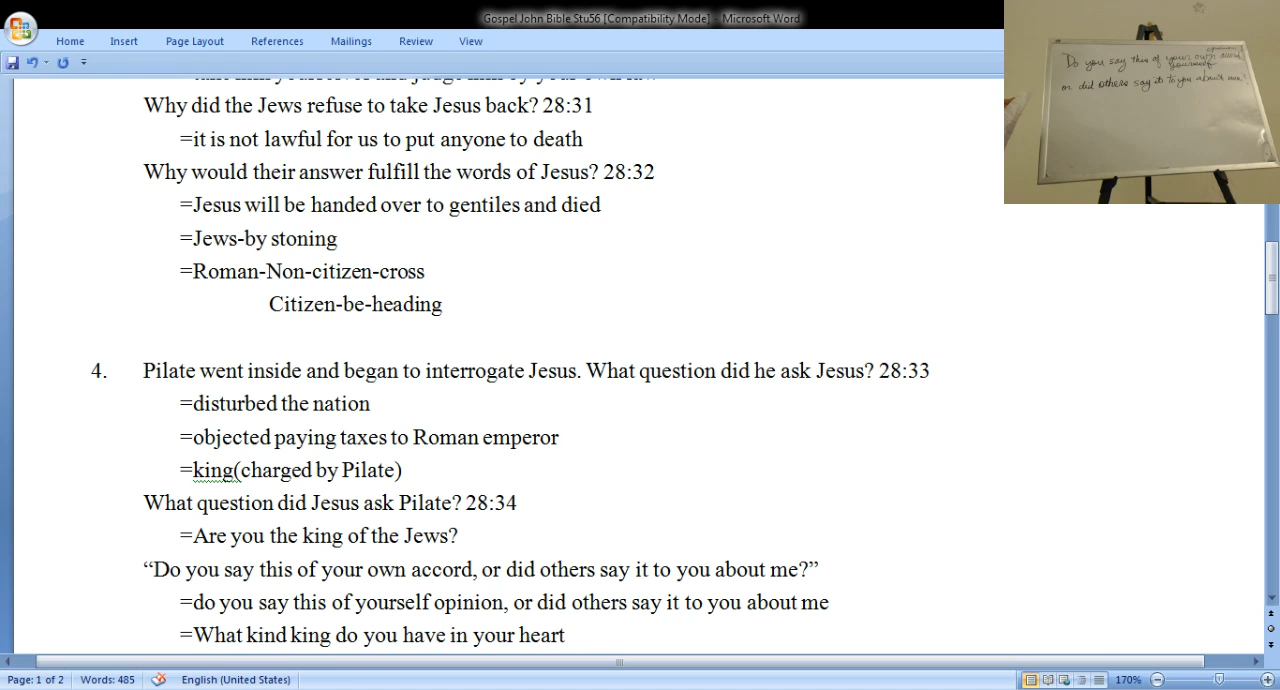 Gospel John Bible Stu56 [Compatibility Mode] - Microsoft Word
Home Insert Page Layout References Mailings Review View
Why did the Jews refuse to take Jesus back? 28:31
=it is not lawful for us to put anyone to death
Why would their answer fulfill the words of Jesus? 28:32
=Jesus will be handed over to gentiles and died
=Jews-by stoning
=Roman-Non-citizen-cross
Citizen-be-heading
4. Pilate went inside and began to interrogate Jesus. What question did he ask Jesus? 28:33
=disturbed the nation
=objected paying taxes to Roman emperor
=king(charged by Pilate)
What question did Jesus ask Pilate? 28:34
=Are you the king of the Jews?
“Do you say this of your own accord, or did others say it to you about me?”
=do you say this of yourself opinion, or did others say it to you about me
=What kind king do you have in your heart
Page: 1 of 2 Words: 485 English (United States) 170%
opinion
Do you say this of your own accord
yourself
or did others say it to you about me?